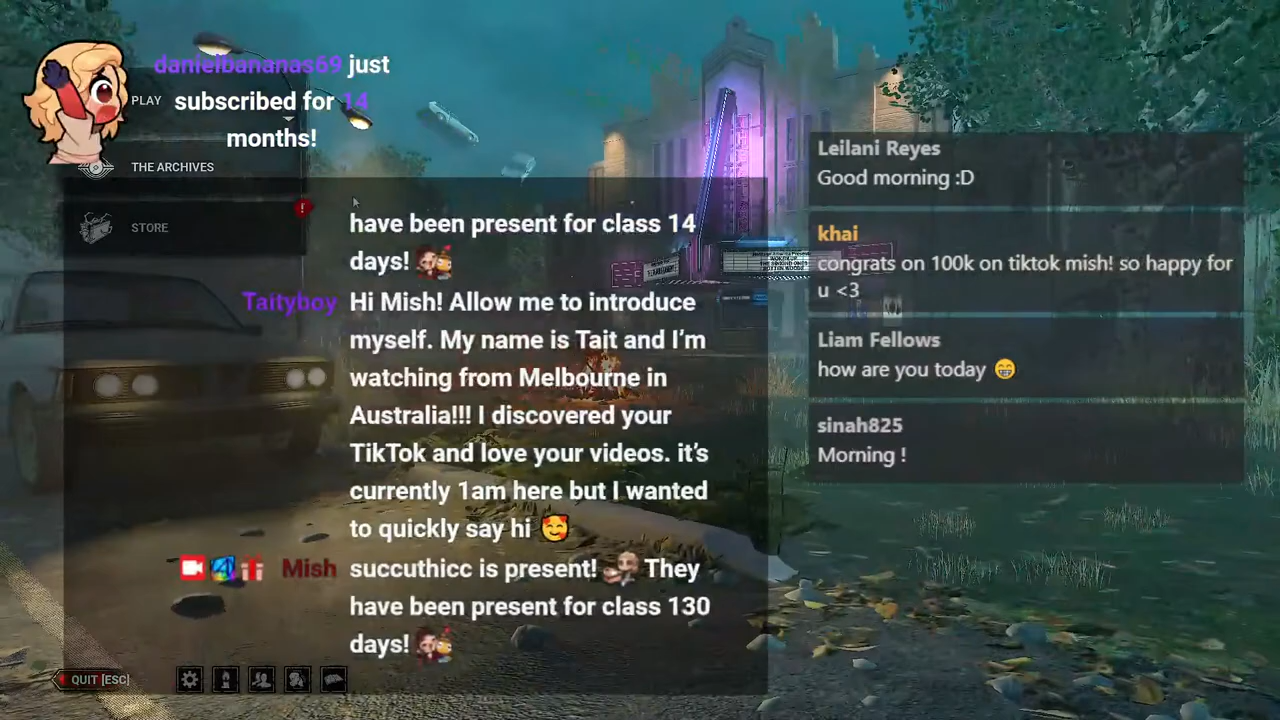 danielbananas69 just
subscribed for 14
months!
PLAY
THE ARCHIVES
STORE
have been present for class 14
days!
Taityboy Hi Mish! Allow me to introduce
myself. My name is Tait and I’m
watching from Melbourne in
Australia!!! I discovered your
TikTok and love your videos. it’s
currently 1am here but I wanted
to quickly say hi 🥰
Mish succuthicc is present! They
have been present for class 130
days!
QUIT [ESC]
Leilani Reyes
Good morning :D
khai
congrats on 100k on tiktok mish! so happy for
u <3
Liam Fellows
how are you today 😁
sinah825
Morning !